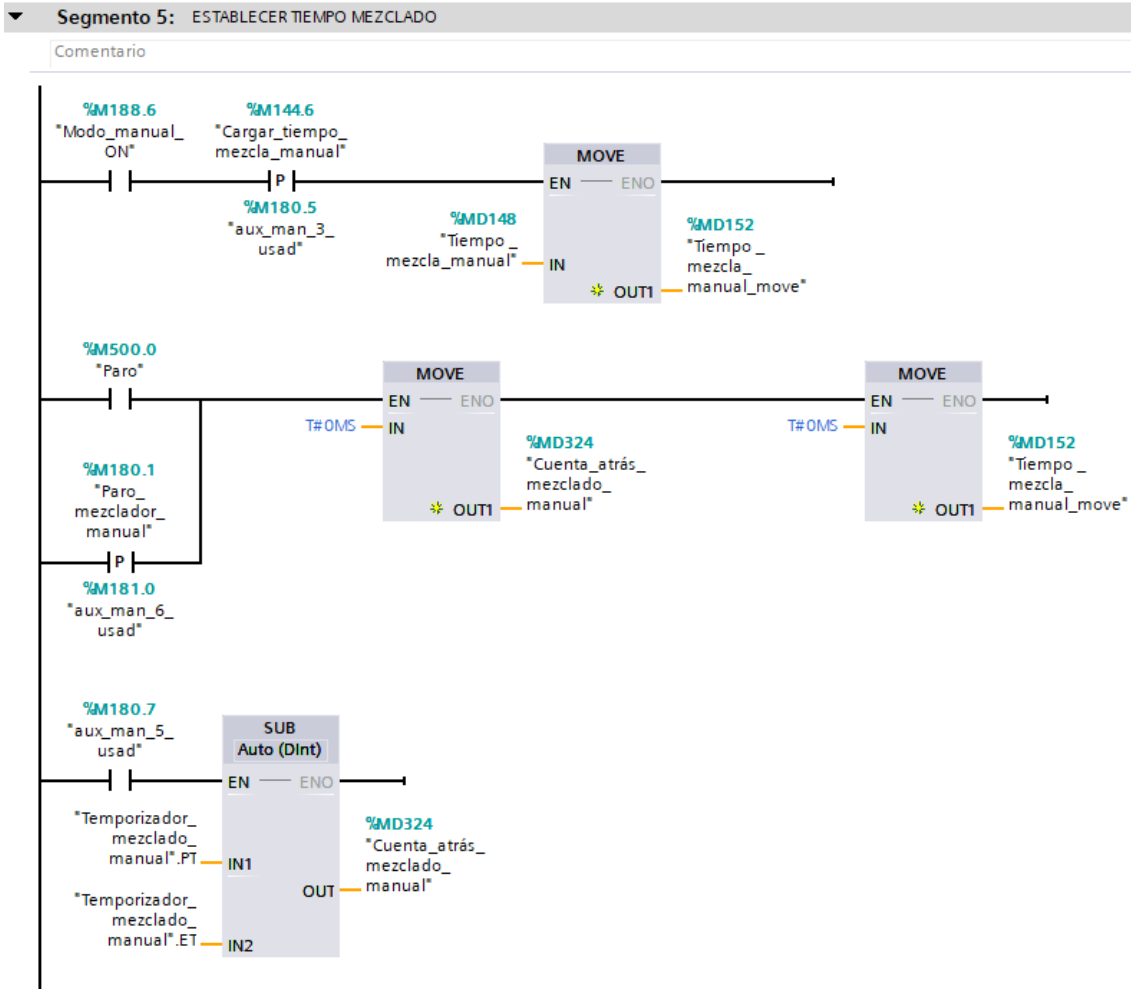 Segmento 5: ESTABLECER TIEMPO MEZCLADO
Comentario
%M188.6
"Modo_manual_
ON"
%M144.6
"Cargar_tiempo_
mezcla_manual"
P
%M180.5
"aux_man_3_
usad"
MOVE
EN
ENO
%MD148
"Tiempo_
mezcla_manual"
IN
OUT1
%MD152
"Tiempo_
mezcla_
manual_move"
%M500.0
"Paro"
%M180.1
"Paro_
mezclador_
manual"
P
%M181.0
"aux_man_6_
usad"
MOVE
EN
ENO
T#0MS
IN
OUT1
%MD324
"Cuenta_atrás_
mezclado_
manual"
MOVE
EN
ENO
T#0MS
IN
OUT1
%MD152
"Tiempo_
mezcla_
manual_move"
%M180.7
"aux_man_5_
usad"
SUB
Auto (DInt)
EN
ENO
"Temporizador_
mezclado_
manual".PT
IN1
"Temporizador_
mezclado_
manual".ET
IN2
OUT
%MD324
"Cuenta_atrás_
mezclado_
manual"